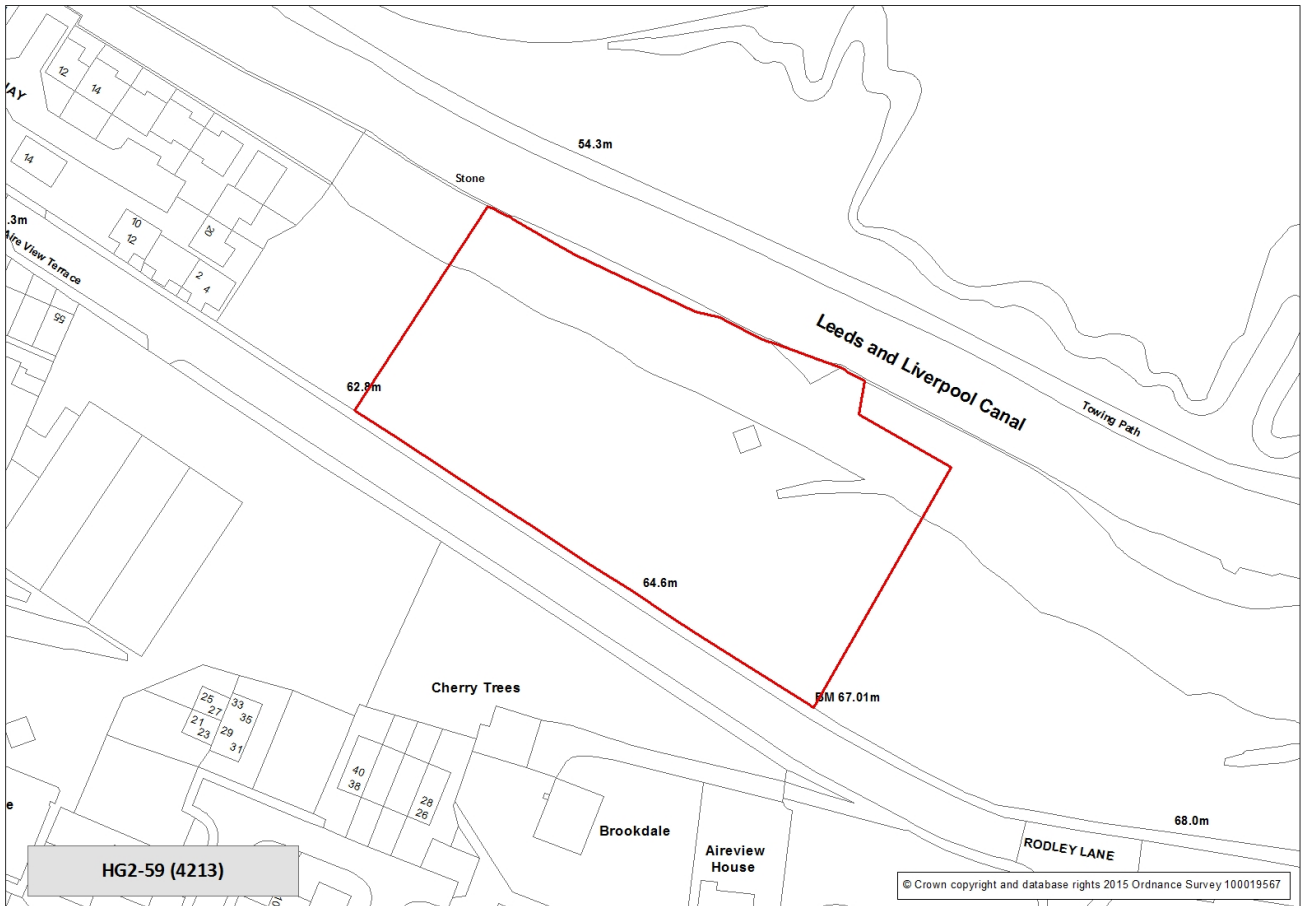 12
14
54.3m
14
Stone
10
12
20
.3m
Aire View Terrace
2
4
55
Leeds and Liverpool Canal
62.8m
Towing Path
64.6m
Cherry Trees
BM 67.01m
25
27
33
35
21
23
29
31
40
38
28
26
68.0m
Brookdale
RODLEY LANE
Aireview
House
HG2-59 (4213)
© Crown copyright and database rights 2015 Ordnance Survey 100019567